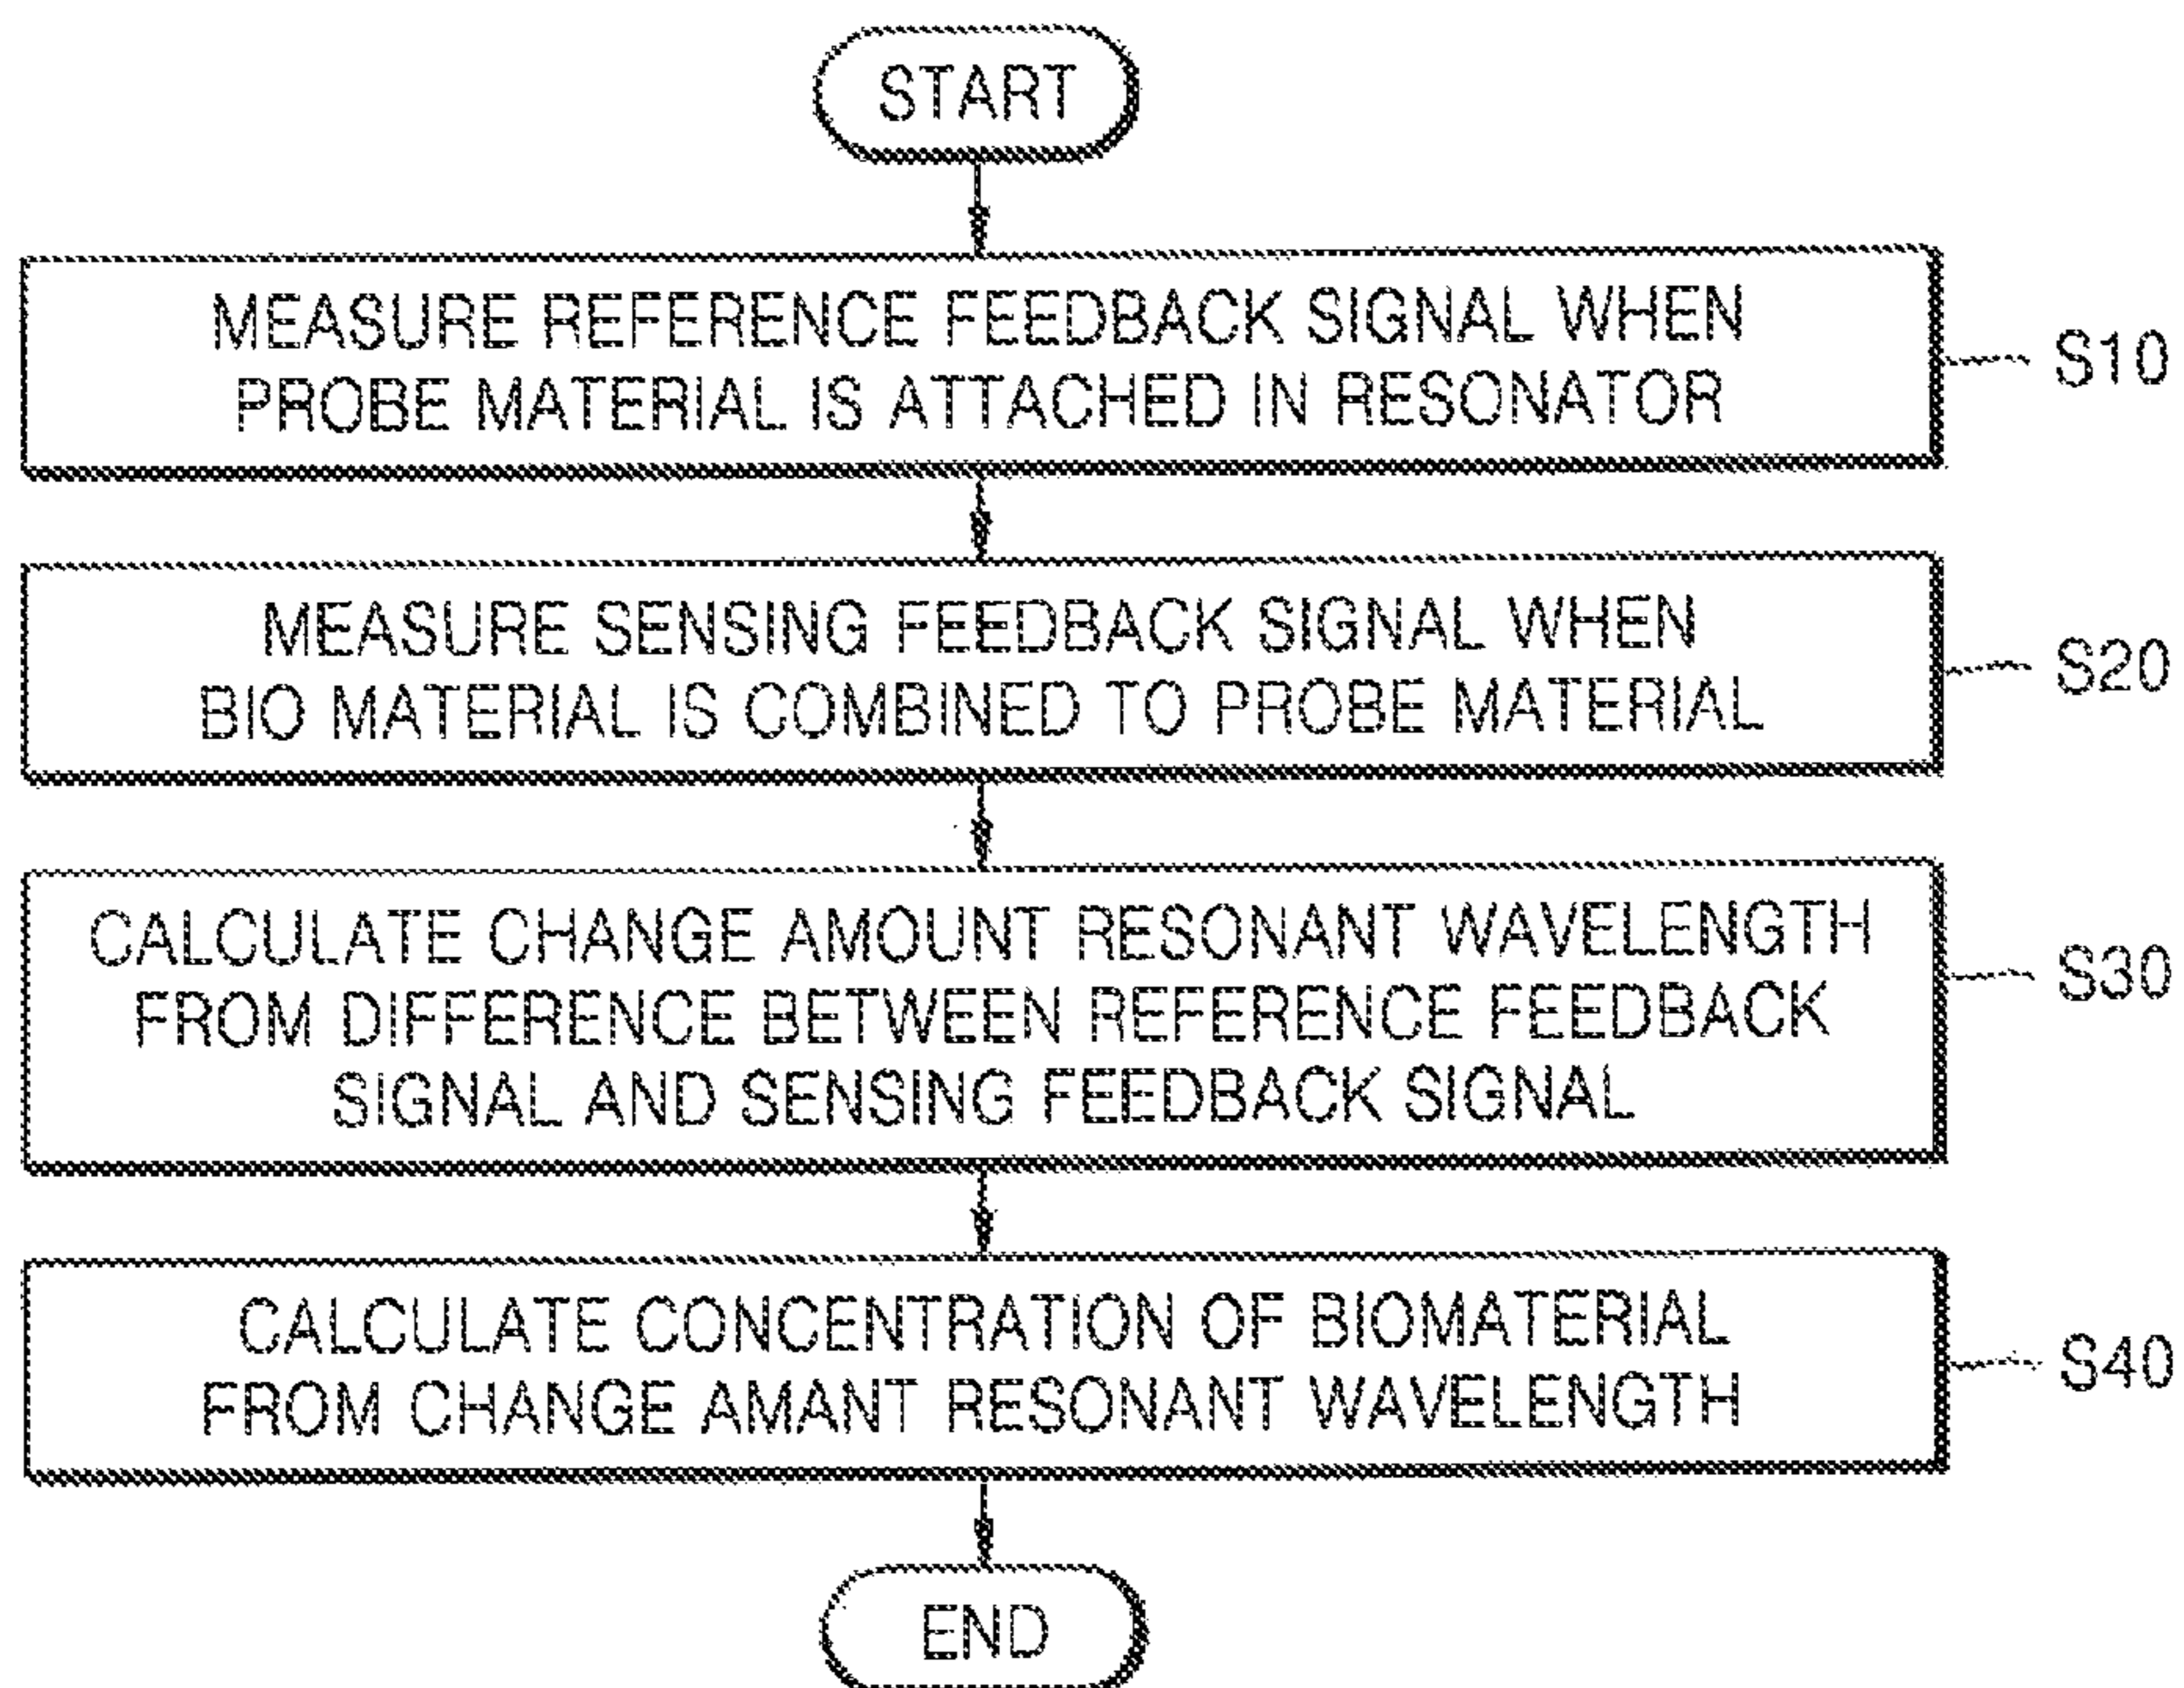 START
MEASURE REFERENCE FEEDBACK SIGNAL WHEN
PROBE MATERIAL IS ATTACHED IN RESONATOR
S10
MEASURE SENSING FEEDBACK SIGNAL WHEN
BIO MATERIAL IS COMBINED TO PROBE MATERIAL
S20
CALCULATE CHANGE AMOUNT RESONANT WAVELENGTH
FROM DIFFERENCE BETWEEN REFERENCE FEEDBACK
SIGNAL AND SENSING FEEDBACK SIGNAL
S30
CALCULATE CONCENTRATION OF BIOMATERIAL
FROM CHANGE AMANT RESONANT WAVELENGTH
S40
END